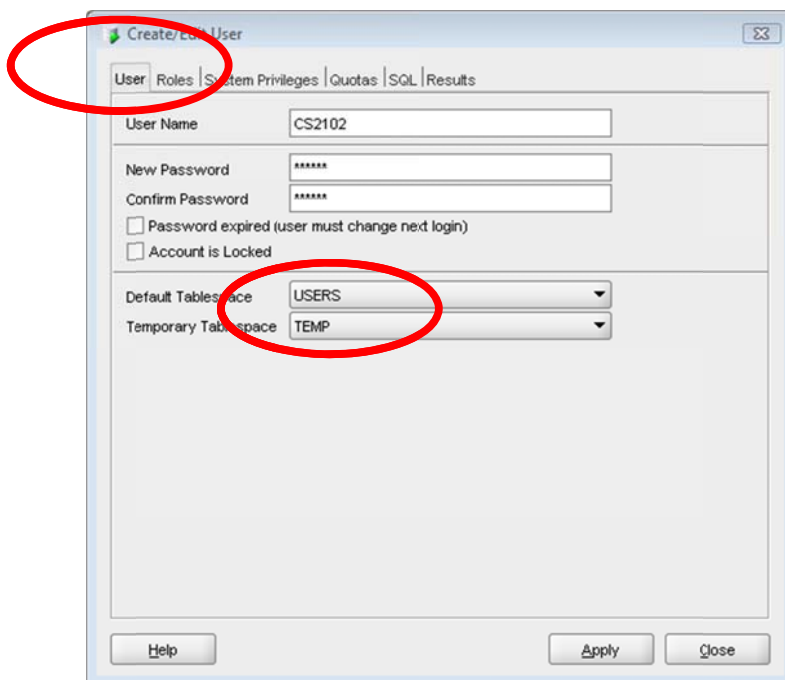 Create/Edit User
User Roles System Privileges Quotas SQL Results
User Name CS2102
New Password ******
Confirm Password ******
Password expired (user must change next login)
Account is Locked
Default Tablespace USERS
Temporary Tablespace TEMP
Help Apply Close